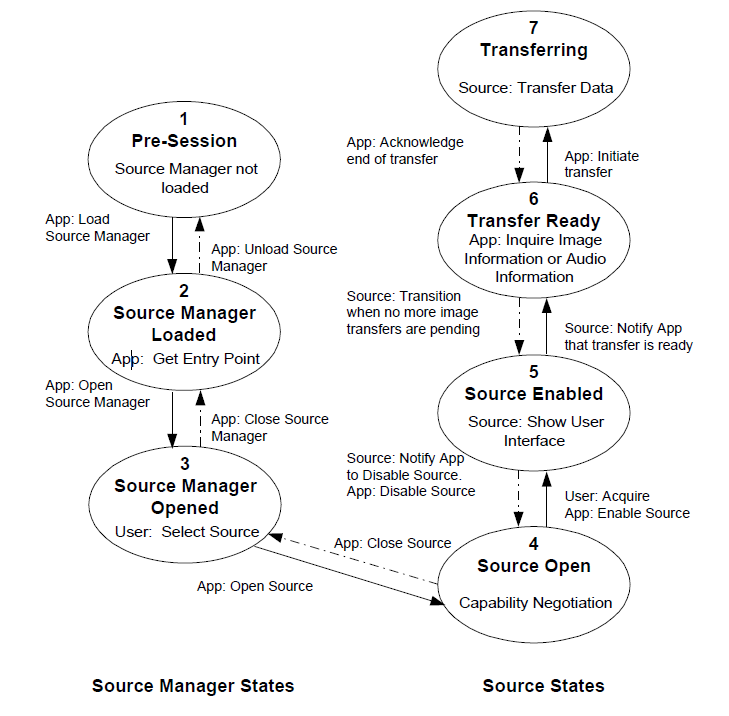 1
Pre-Session
Source Manager not
loaded
App: Load
Source Manager
App: Unload Source
Manager
2
Source Manager
Loaded
App: Get Entry Point
App: Open
Source Manager
App: Close Source
Manager
3
Source Manager
Opened
User: Select Source
App: Close Source
App: Open Source
7
Transferring
Source: Transfer Data
App: Acknowledge
end of transfer
App: Initiate
transfer
6
Transfer Ready
App: Inquire Image
Information or Audio
Information
Source: Transition
when no more image
transfers are pending
Source: Notify App
that transfer is ready
5
Source Enabled
Source: Show User
Interface
Source: Notify App
to Disable Source.
App: Disable Source
User: Acquire
App: Enable Source
4
Source Open
Capability Negotiation
Source Manager States
Source States